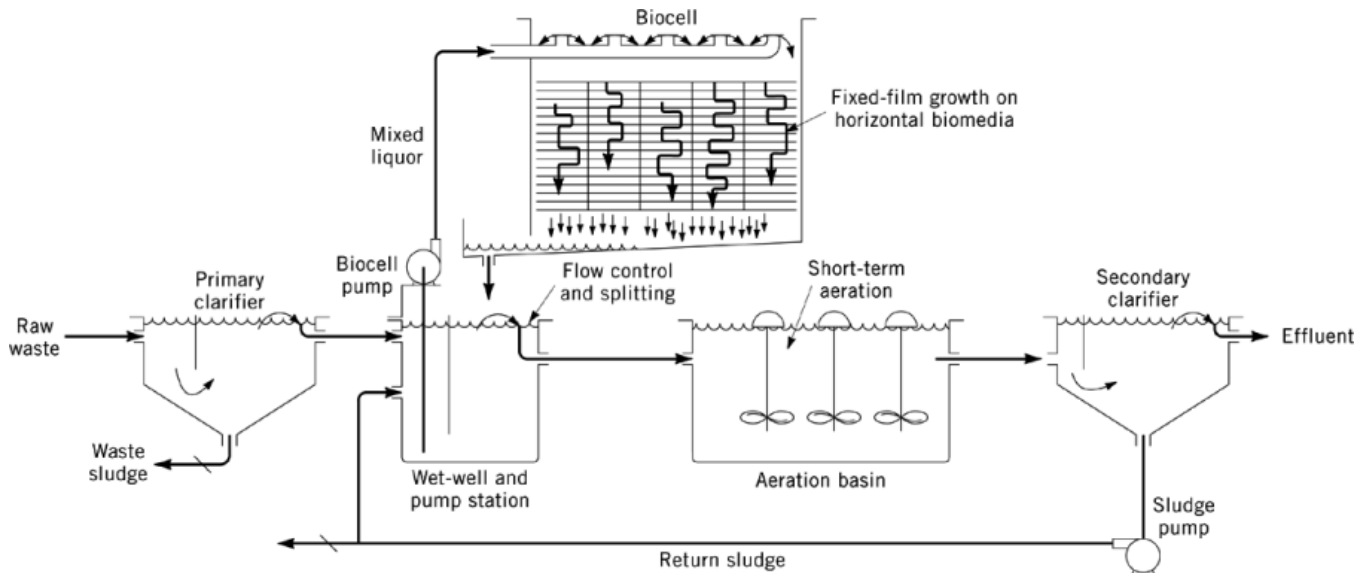 Biocell
Fixed-film growth on
horizontal biomedia
Mixed
liquor
Biocell
pump
Flow control
and splitting
Short-term
aeration
Primary
clarifier
Secondary
clarifier
Raw
waste
Effluent
Waste
sludge
Wet-well and
pump station
Aeration basin
Sludge
pump
Return sludge